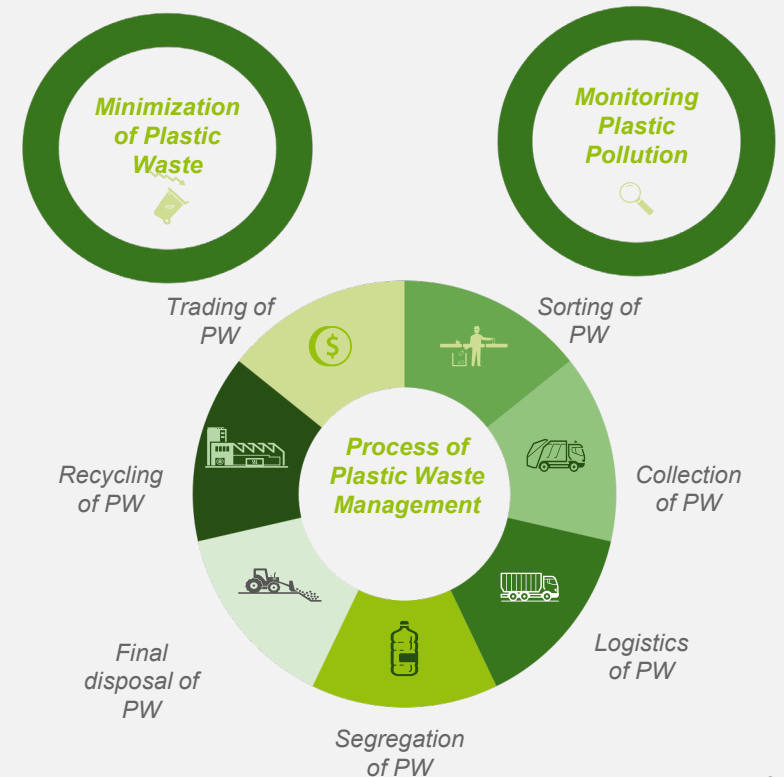 Minimization
of Plastic
Waste
Monitoring
Plastic
Pollution
Trading of
PW
Sorting of
PW
$
Process of
Plastic Waste
Management
Recycling
of PW
Collection
of PW
Final
disposal of
PW
Logistics
of PW
Segregation
of PW